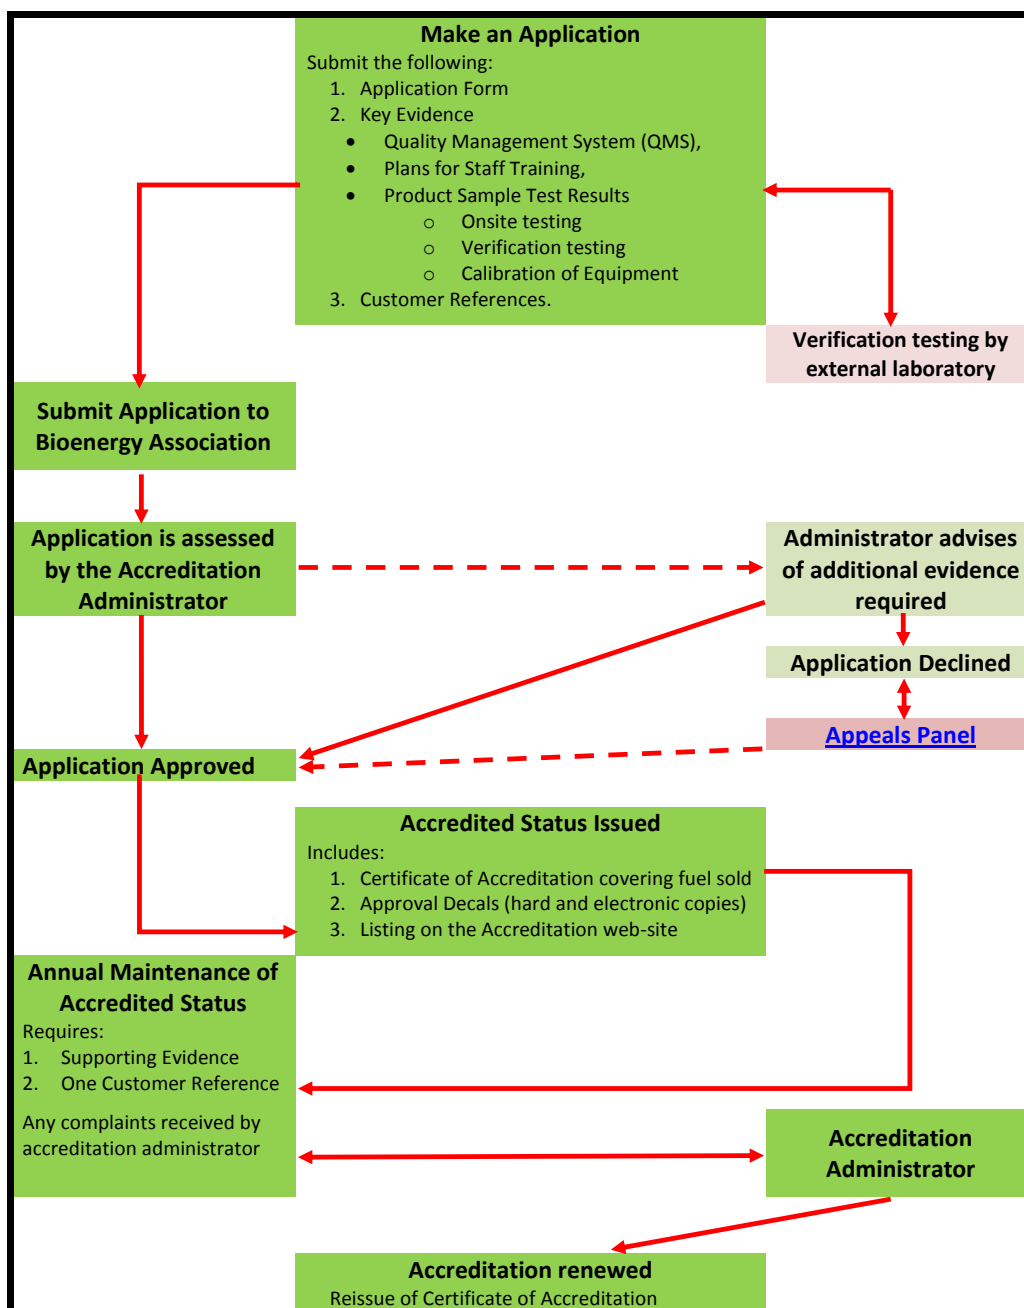 Make an Application
Submit the following:
1. Application Form
2. Key Evidence
• Quality Management System (QMS),
• Plans for Staff Training,
• Product Sample Test Results
o Onsite testing
o Verification testing
o Calibration of Equipment
3. Customer References.
Verification testing by
external laboratory
Submit Application to
Bioenergy Association
Application is assessed
by the Accreditation
Administrator
Administrator advises
of additional evidence
required
Application Declined
Appeals Panel
Application Approved
Accredited Status Issued
Includes:
1. Certificate of Accreditation covering fuel sold
2. Approval Decals (hard and electronic copies)
3. Listing on the Accreditation web-site
Annual Maintenance of
Accredited Status
Requires:
1. Supporting Evidence
2. One Customer Reference
Any complaints received by
accreditation administrator
Accreditation
Administrator
Accreditation renewed
Reissue of Certificate of Accreditation